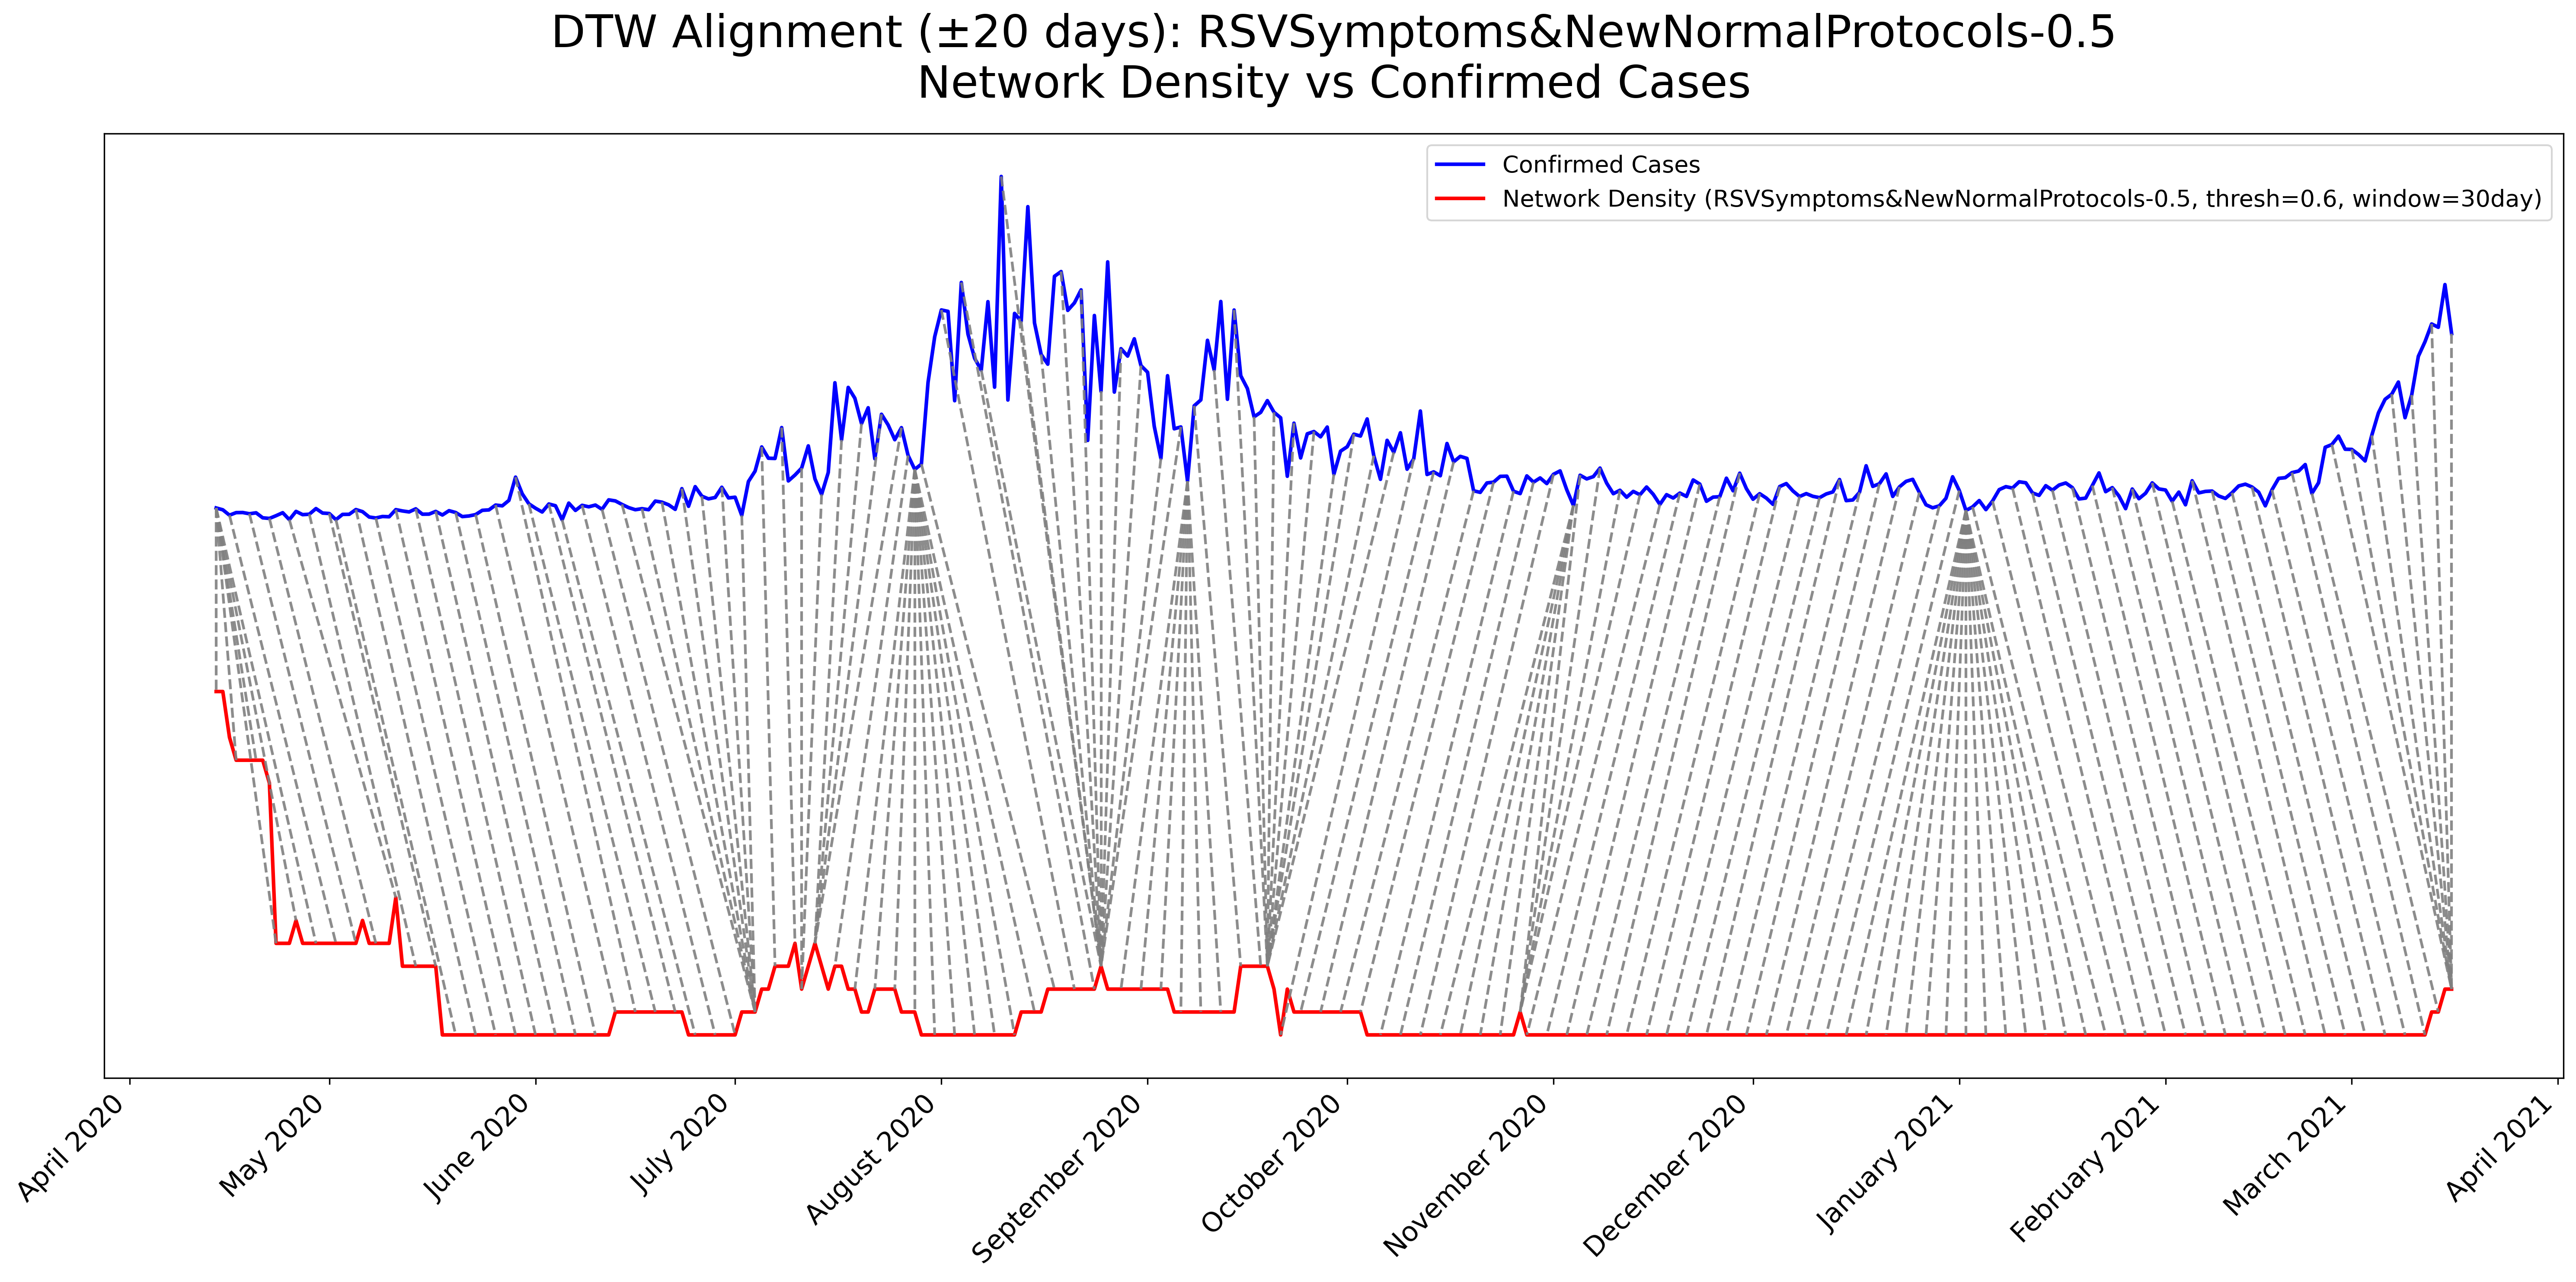 DTW Alignment (±20 days): RSVSymptoms&NewNormalProtocols-0.5
Network Density vs Confirmed Cases
Confirmed Cases
Network Density (RSVSymptoms&NewNormalProtocols-0.5, thresh=0.6, window=30day)
April 2020
May 2020
June 2020
July 2020
August 2020
September 2020
October 2020
November 2020
December 2020
January 2021
February 2021
March 2021
April 2021